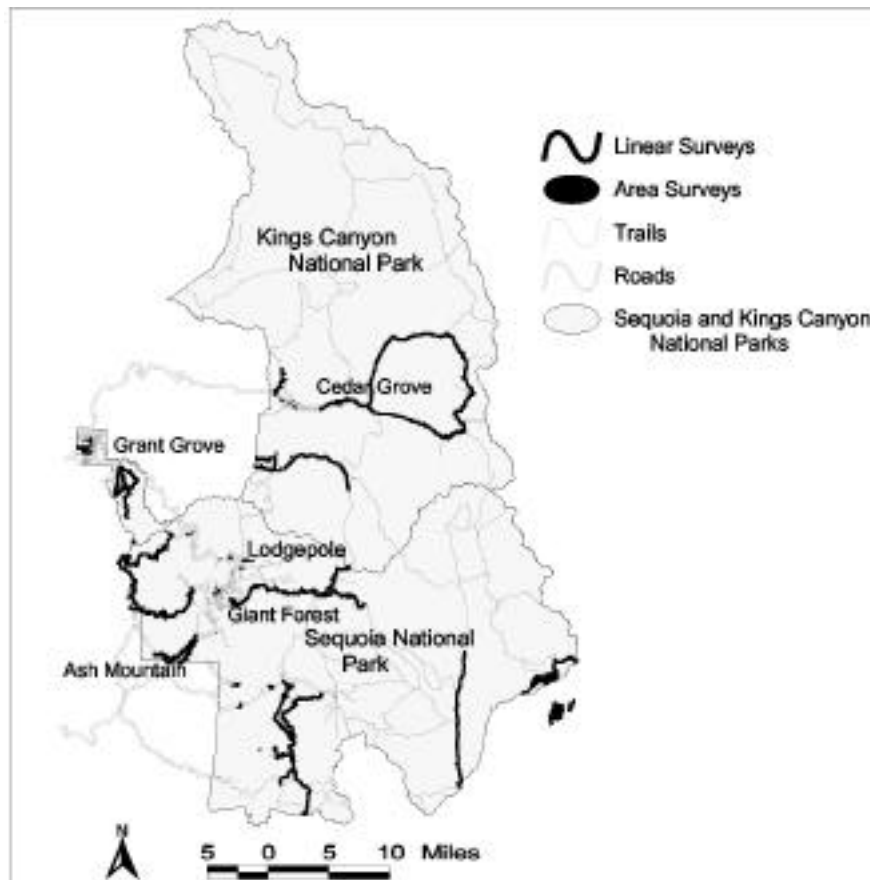 Linear Surveys
Area Surveys
Trails
Roads
Sequoia and Kings Canyon
National Parks
Kings Canyon
National Park
Cedar Grove
Grant Grove
Lodgepole
Giant Forest
Sequoia National
Park
Ash Mountain
N
5 0 5 10 Miles